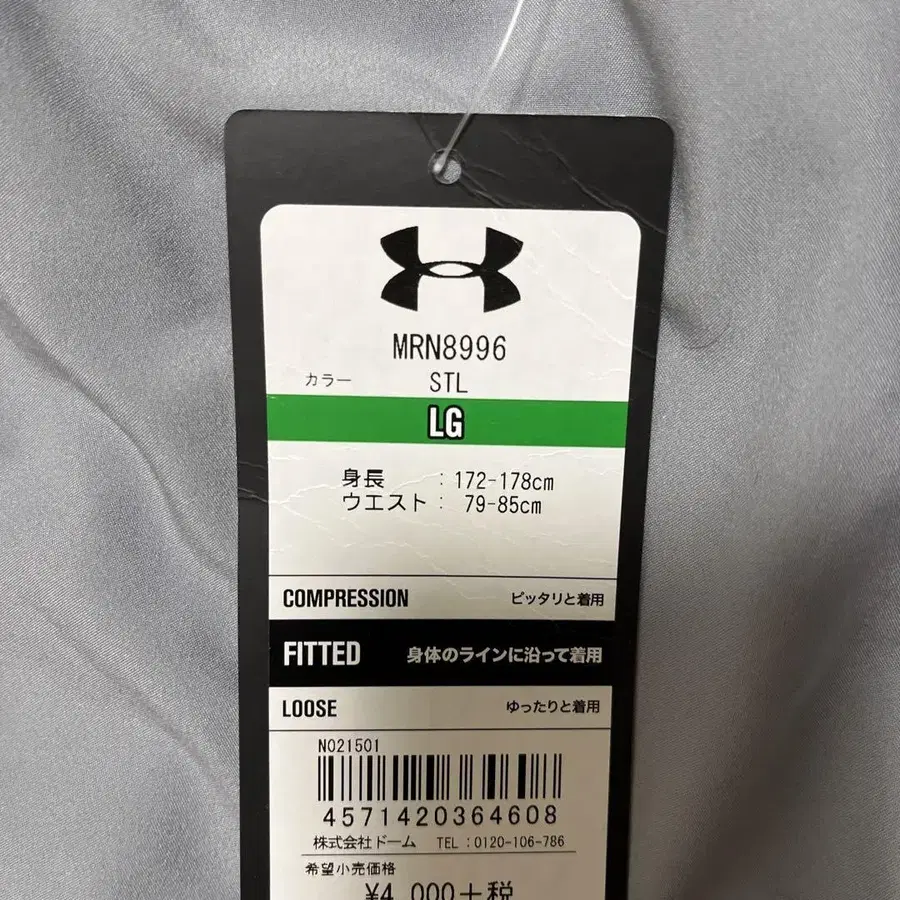 MRN8996
カラー STL
LG
身長 : 172-178cm
ウエスト : 79-85cm
COMPRESSION ピッタリと着用
FITTED 身体のラインに沿って着用
LOOSE ゆったりと着用
N021501
4571420364608
株式会社ドーム TEL:0120-106-786
希望小売価格
¥4,000+税